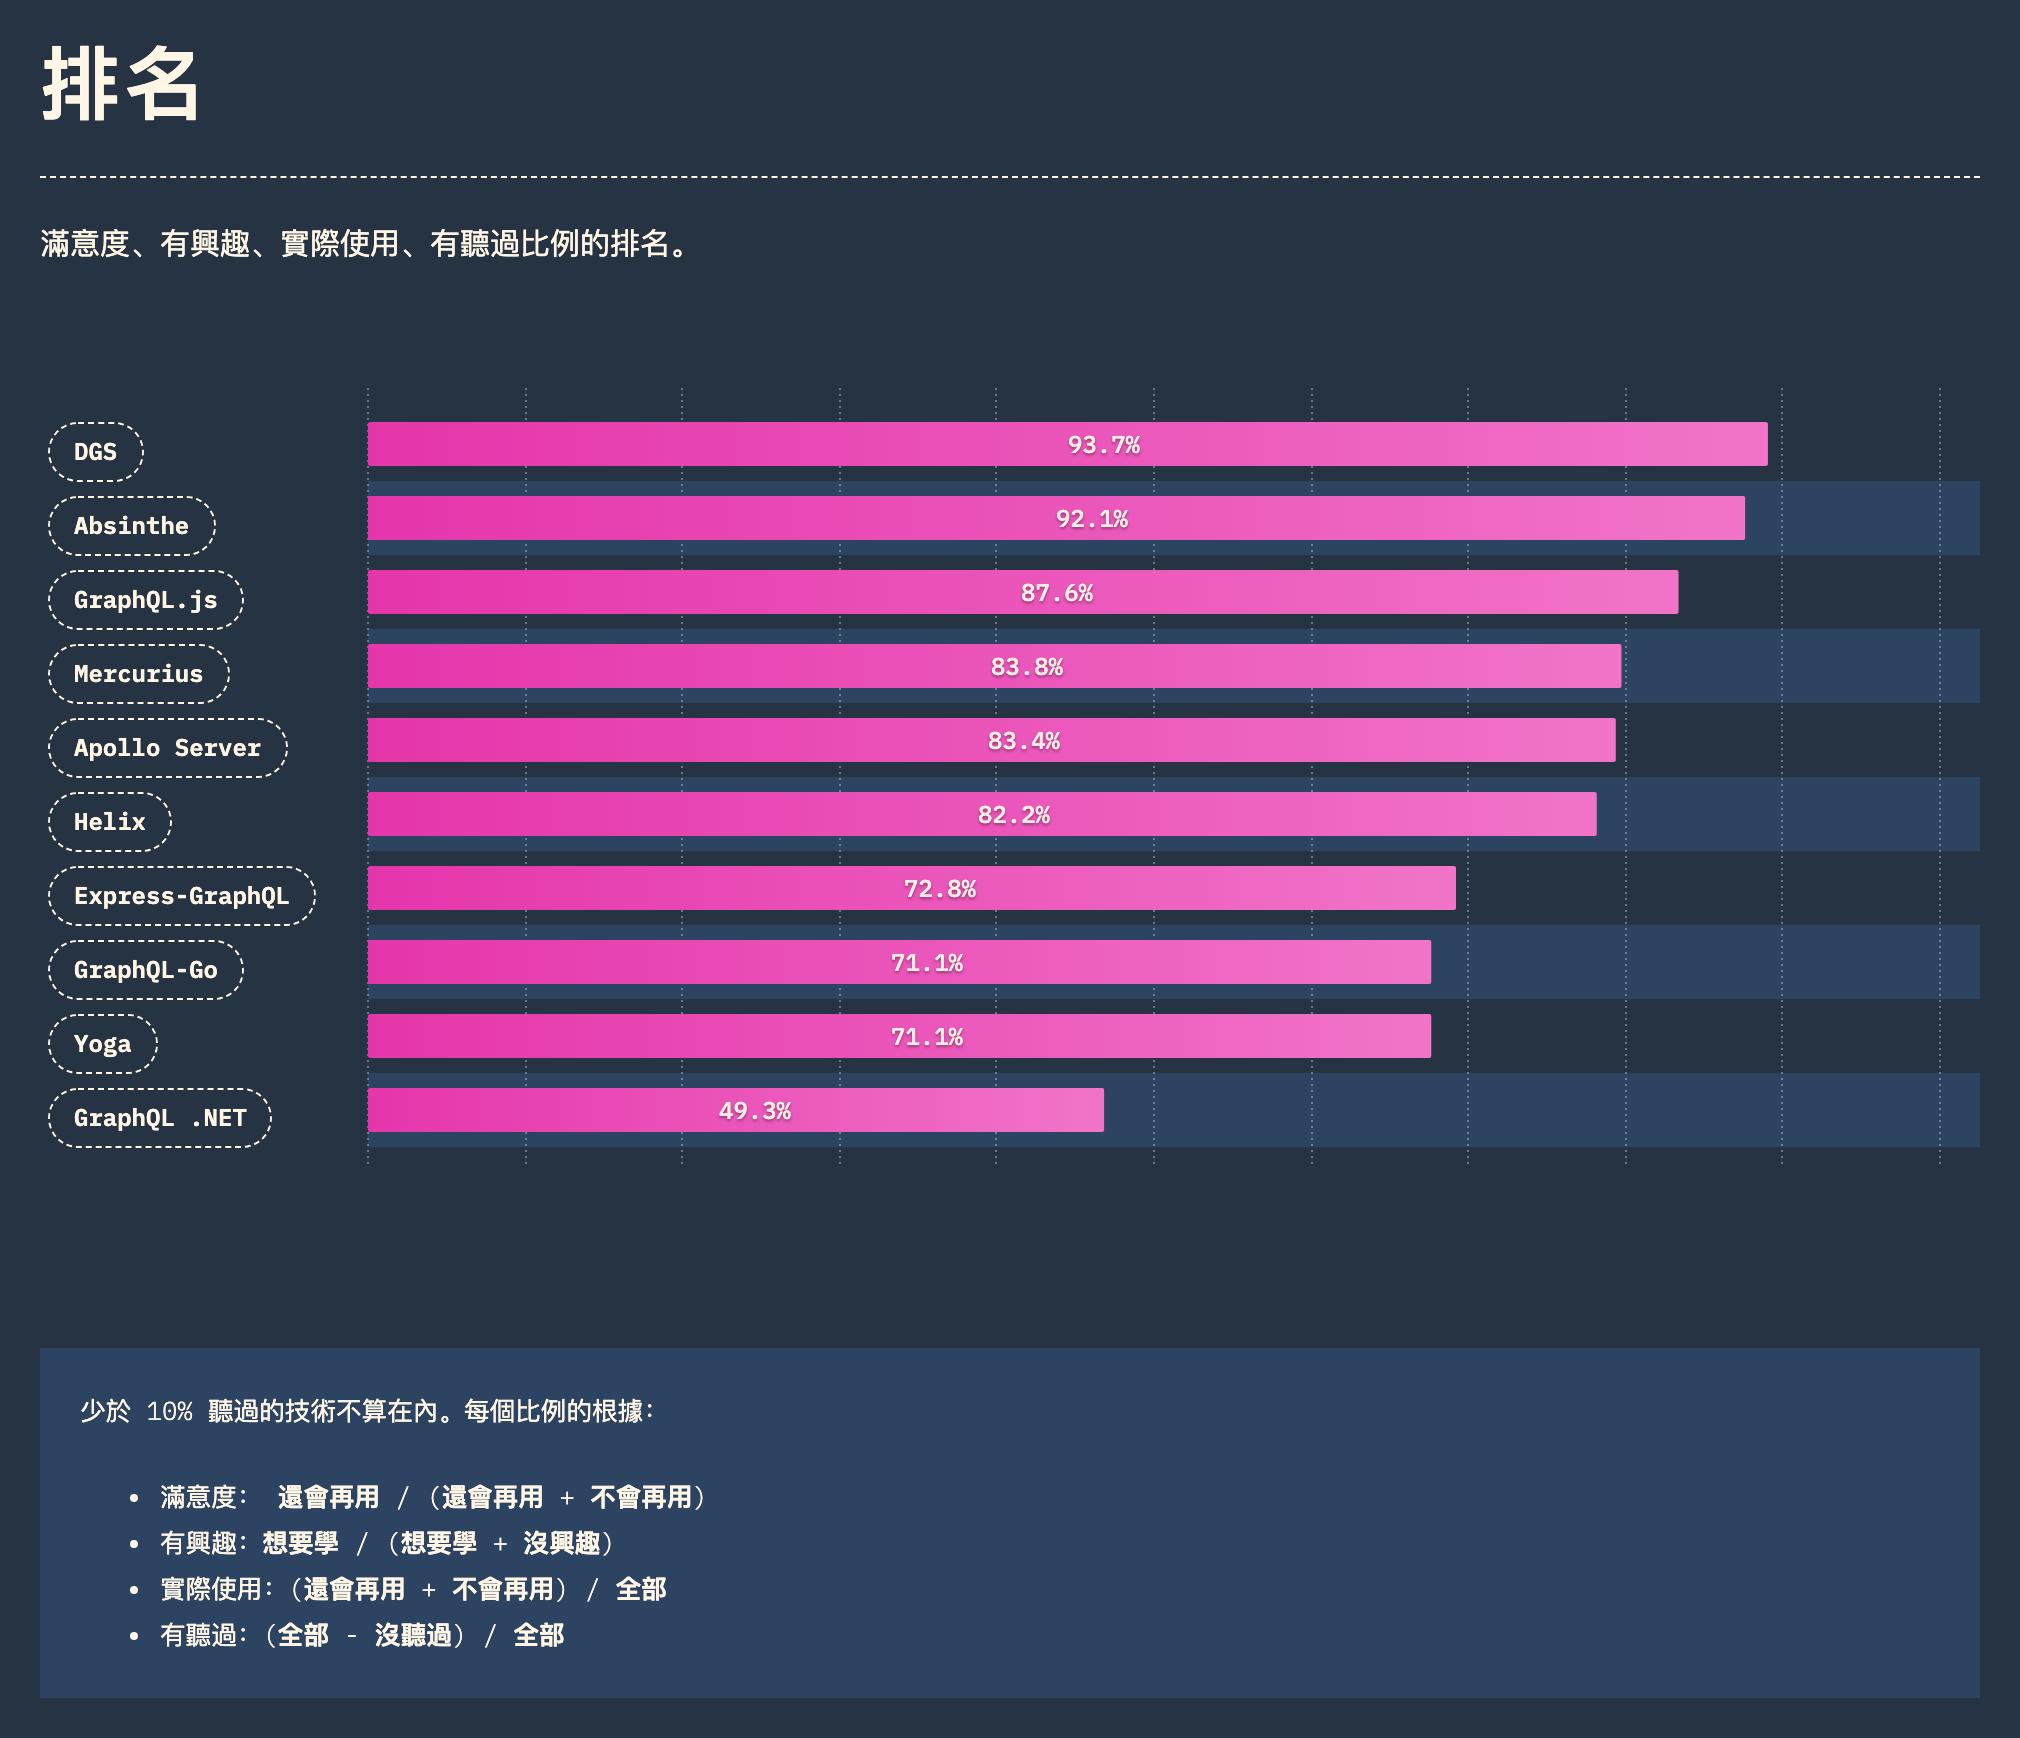 排名
滿意度、有興趣、實際使用、有聽過比例的排名。
DGS 93.7%
Absinthe 92.1%
GraphQL.js 87.6%
Mercurius 83.8%
Apollo Server 83.4%
Helix 82.2%
Express-GraphQL 72.8%
GraphQL-Go 71.1%
Yoga 71.1%
GraphQL .NET 49.3%
少於 10% 聽過的技術不算在內。每個比例的根據：
• 滿意度： 還會再用 / (還會再用 + 不會再用)
• 有興趣：想要學 / (想要學 + 沒興趣)
• 實際使用：(還會再用 + 不會再用) / 全部
• 有聽過：(全部 - 沒聽過) / 全部